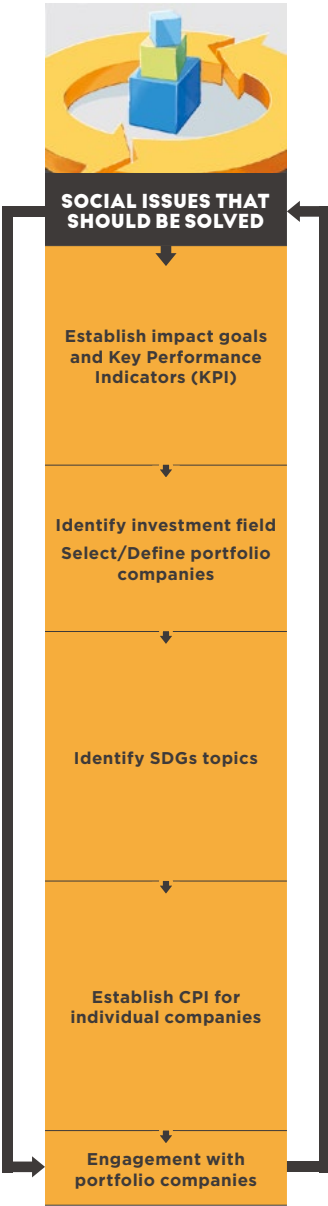 SOCIAL ISSUES THAT
SHOULD BE SOLVED
Establish impact goals
and Key Performance
Indicators (KPI)
Identify investment field
Select/Define portfolio
companies
Identify SDGs topics
Establish CPI for
individual companies
Engagement with
portfolio companies